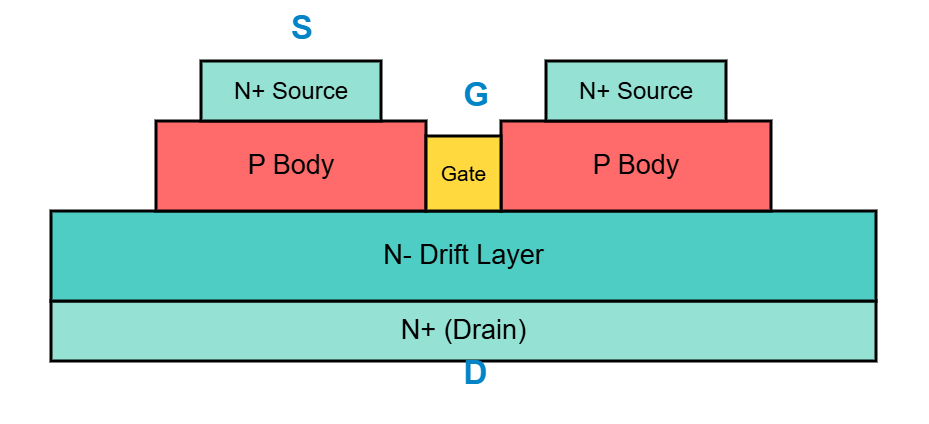 S
N+ Source
G
N+ Source
P Body
Gate
P Body
N- Drift Layer
N+ (Drain)
D